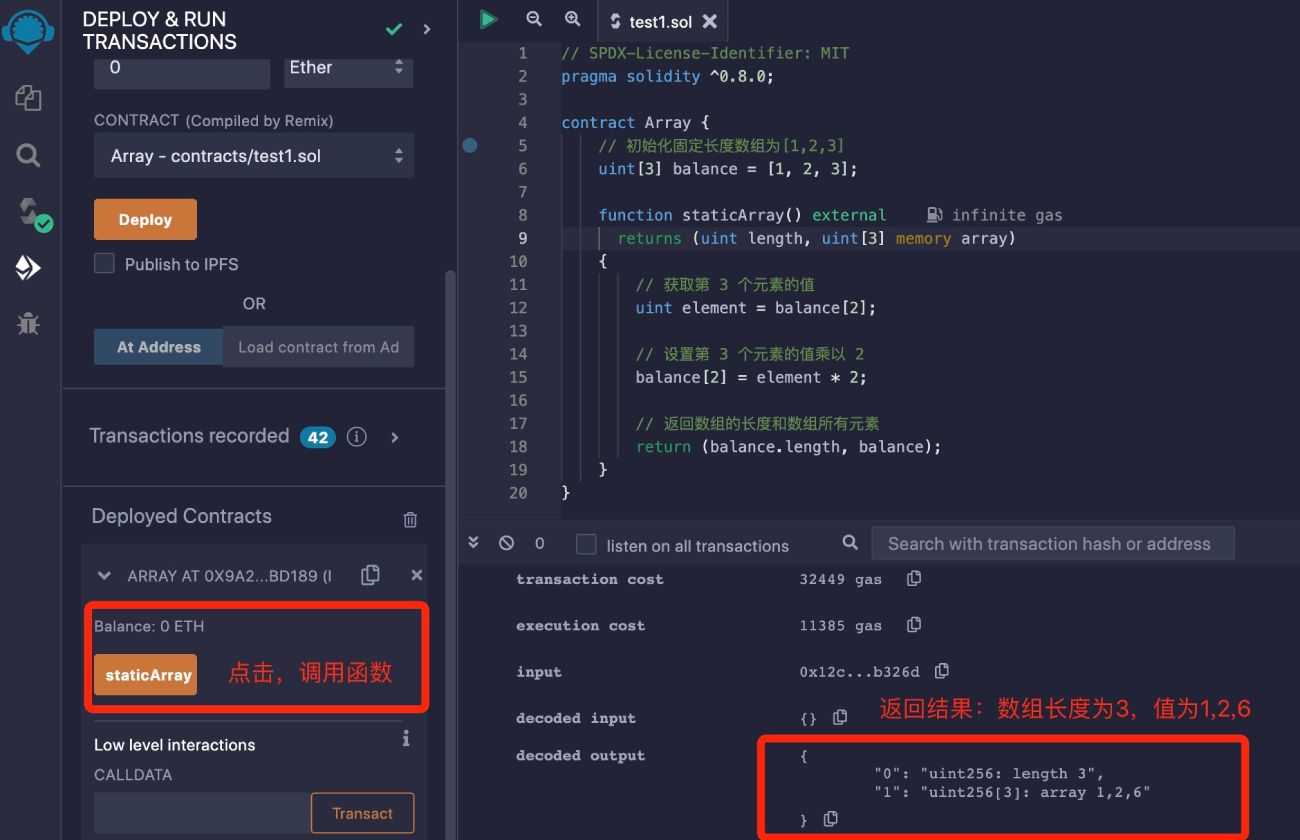 DEPLOY & RUN
TRANSACTIONS
0
Ether
CONTRACT (Compiled by Remix)
Array - contracts/test1.sol
Deploy
Publish to IPFS
OR
At Address
Load contract from Ad
Transactions recorded 42
Deployed Contracts
ARRAY AT 0X9A2...BD189 (I
Balance: 0 ETH
staticArray
点击，调用函数
Low level interactions
CALLDATA
Transact
test1.sol
1 // SPDX-License-Identifier: MIT
2 pragma solidity ^0.8.0;
3
4 contract Array {
5 // 初始化固定长度数组为[1,2,3]
6 uint[3] balance = [1, 2, 3];
7
8 function staticArray() external infinite gas
9 returns (uint length, uint[3] memory array)
10 {
11 // 获取第 3 个元素的值
12 uint element = balance[2];
13
14 // 设置第 3 个元素的值乘以 2
15 balance[2] = element * 2;
16
17 // 返回数组的长度和数组所有元素
18 return (balance.length, balance);
19 }
20 }
0
listen on all transactions
Search with transaction hash or address
transaction cost 32449 gas
execution cost 11385 gas
input 0x12c...b326d
decoded input {}
返回结果：数组长度为3，值为1,2,6
decoded output {
"0": "uint256: length 3",
"1": "uint256[3]: array 1,2,6"
}